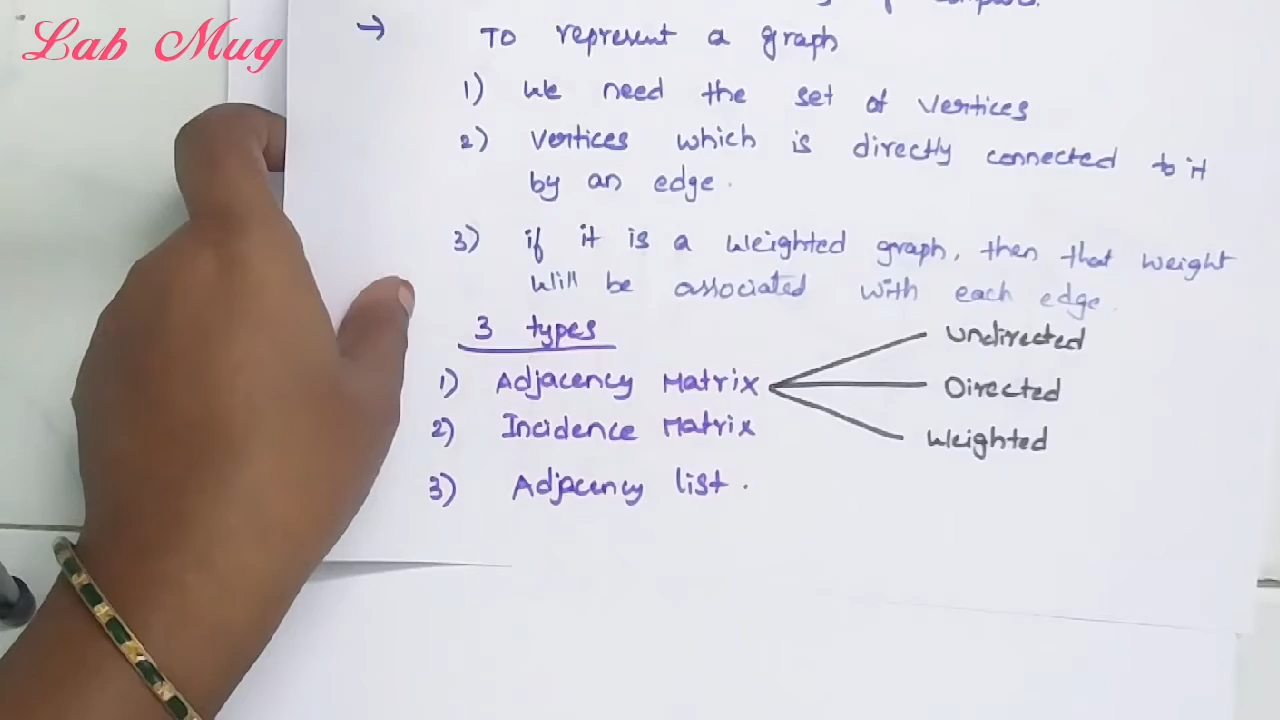 Lab Mug
→ To represent a graph
1) We need the set of vertices
2) Vertices which is directly connected to it
by an edge.
3) if it is a weighted graph, then that weight
will be associated with each edge.
3 types
1) Adjacency Matrix
Undirected
Directed
Weighted
2) Incidence Matrix
3) Adjacency list.